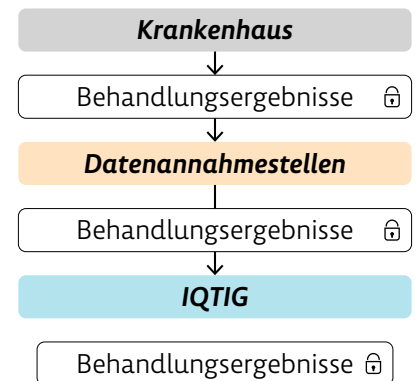 Krankenhaus
Behandlungsergebnisse
Datenannahmestellen
Behandlungsergebnisse
IQTIG
Behandlungsergebnisse